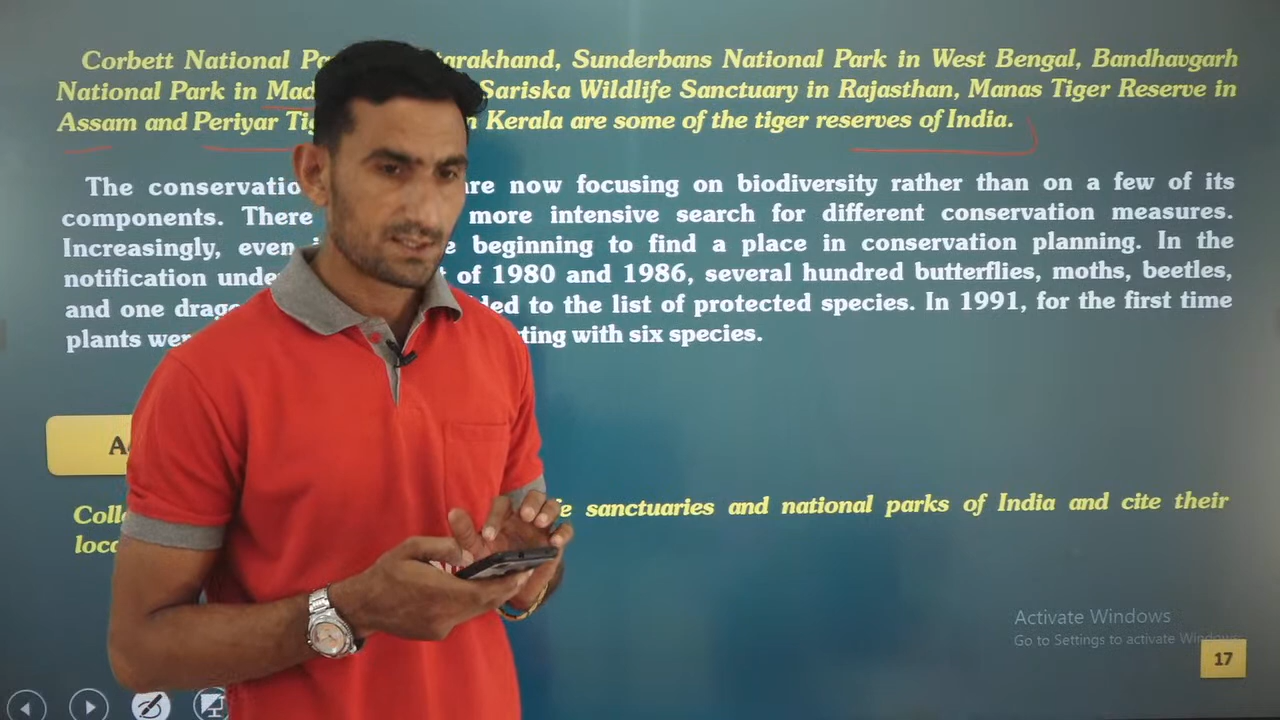 Corbett National Pa tarakhand, Sunderbans National Park in West Bengal, Bandhavgarh
National Park in Mad Sariska Wildlife Sanctuary in Rajasthan, Manas Tiger Reserve in
Assam and Periyar Tig n Kerala are some of the tiger reserves of India.
The conservatio are now focusing on biodiversity rather than on a few of its
components. There more intensive search for different conservation measures.
Increasingly, even i beginning to find a place in conservation planning. In the
notification unde of 1980 and 1986, several hundred butterflies, moths, beetles,
and one drag ded to the list of protected species. In 1991, for the first time
plants wer rting with six species.
A
Coll sanctuaries and national parks of India and cite their
loc
Activate Windows
Go to Settings to activate Windows.
17